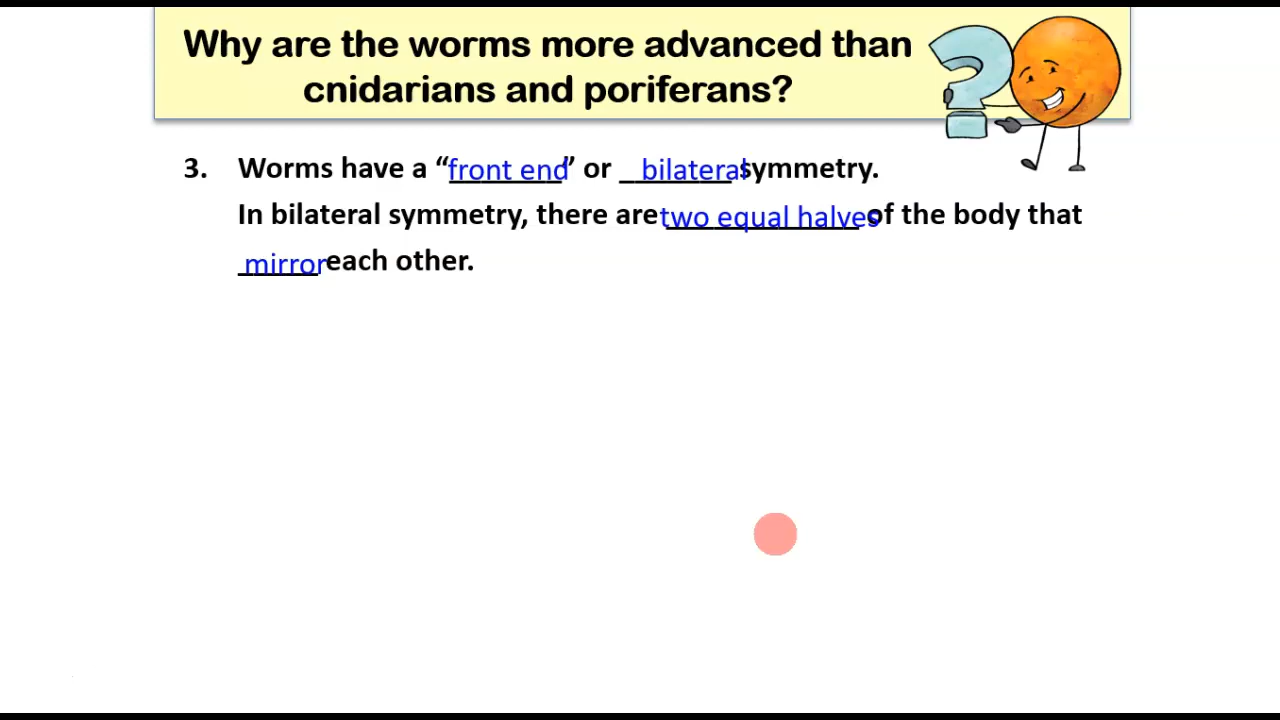 Why are the worms more advanced than
cnidarians and poriferans?
3. Worms have a “front end” or bilateral symmetry.
In bilateral symmetry, there are two equal halves of the body that
mirror each other.